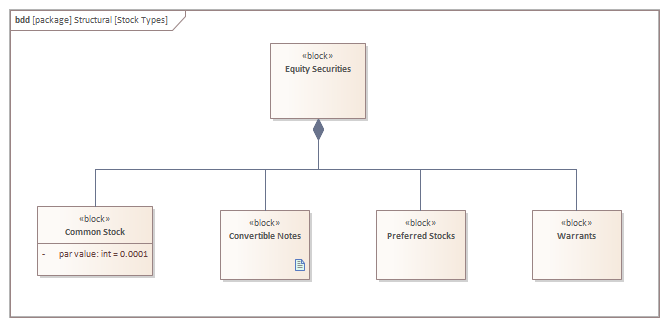 bdd [package] Structural [Stock Types]
«block»
Equity Securities
«block»
Common Stock
- par value: int = 0.0001
«block»
Convertible Notes
«block»
Preferred Stocks
«block»
Warrants